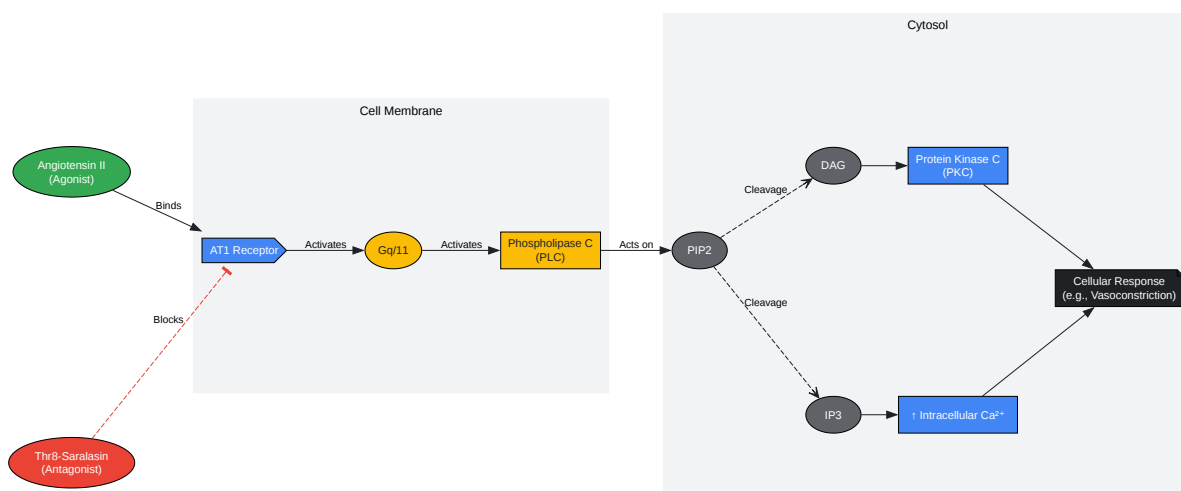 Cytosol
Cell Membrane
Angiotensin II
(Agonist)
Binds
AT1 Receptor
Activates
Gq/11
Activates
Phospholipase C
(PLC)
Acts on
PIP2
Cleavage
DAG
Protein Kinase C
(PKC)
Cleavage
IP3
↑ Intracellular Ca²⁺
Cellular Response
(e.g., Vasoconstriction)
Blocks
Thr8-Saralasin
(Antagonist)